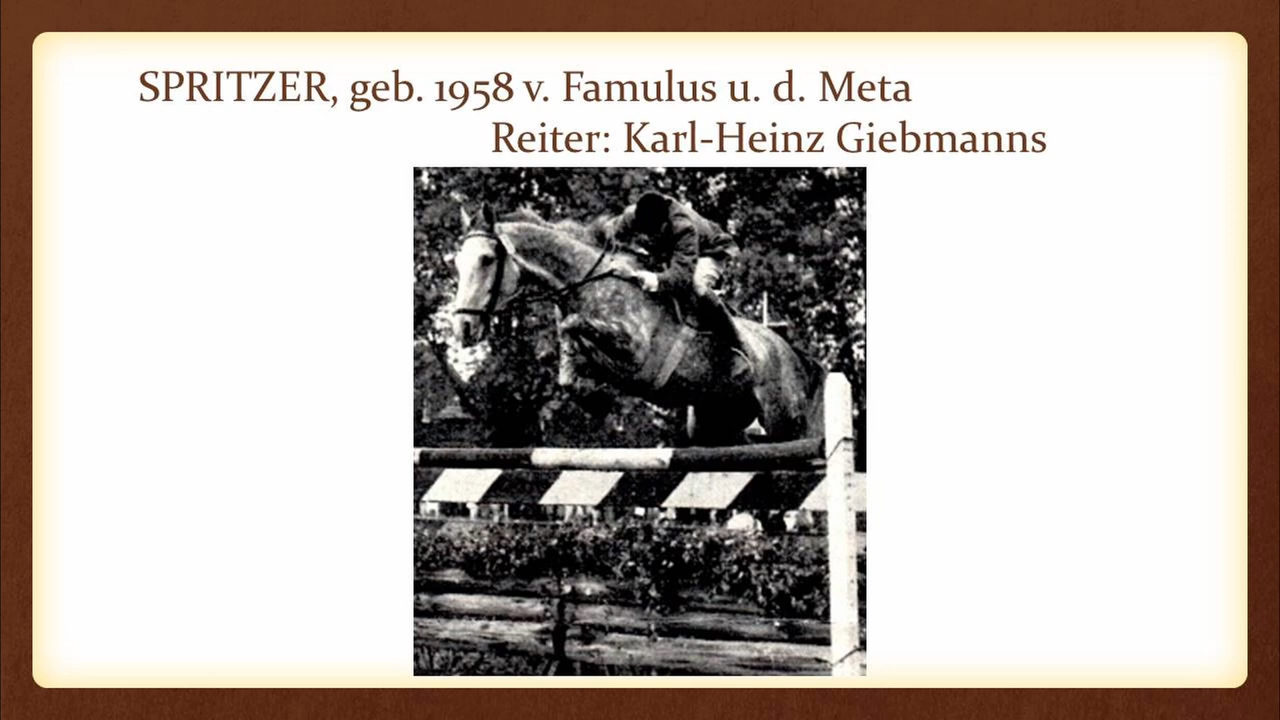 SPRITZER, geb. 1958 v. Famulus u. d. Meta
Reiter: Karl-Heinz Giebmanns